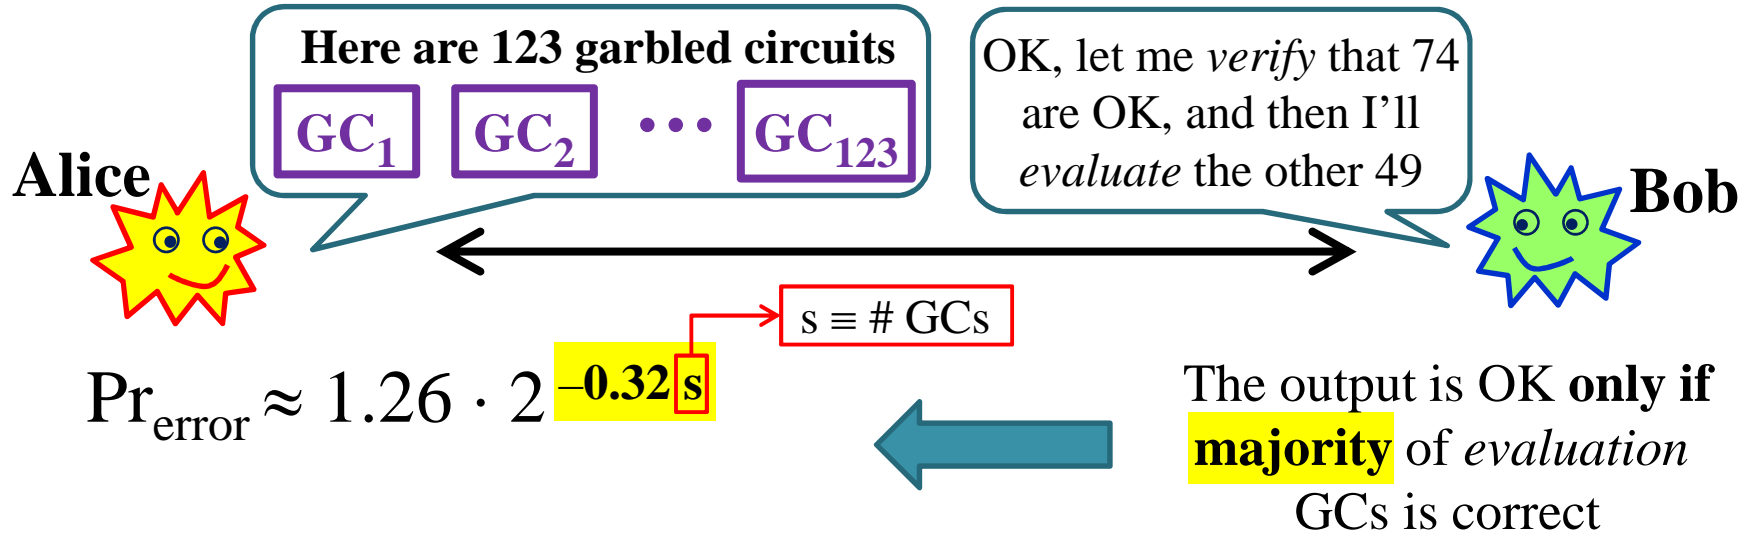 Here are 123 garbled circuits
GC1 GC2 ⋯ GC123
OK, let me verify that 74
are OK, and then I’ll
evaluate the other 49
Alice
Bob
s ≡ # GCs
Prerror ≈ 1.26 · 2 –0.32 s
The output is OK only if
majority of evaluation
GCs is correct